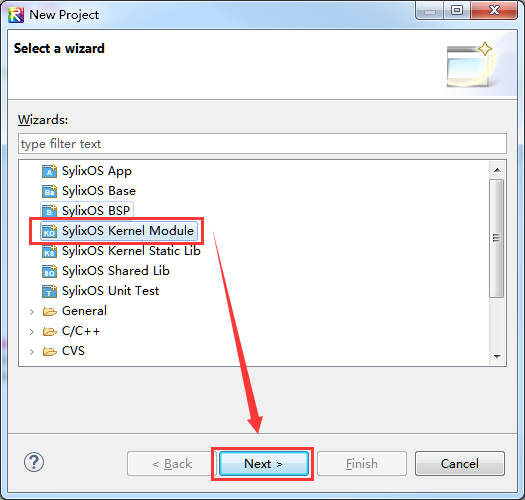 New Project
Select a wizard
Wizards:
type filter text
SylixOS App
SylixOS Base
SylixOS BSP
SylixOS Kernel Module
SylixOS Kernel Static Lib
SylixOS Shared Lib
SylixOS Unit Test
General
C/C++
CVS
? < Back Next > Finish Cancel